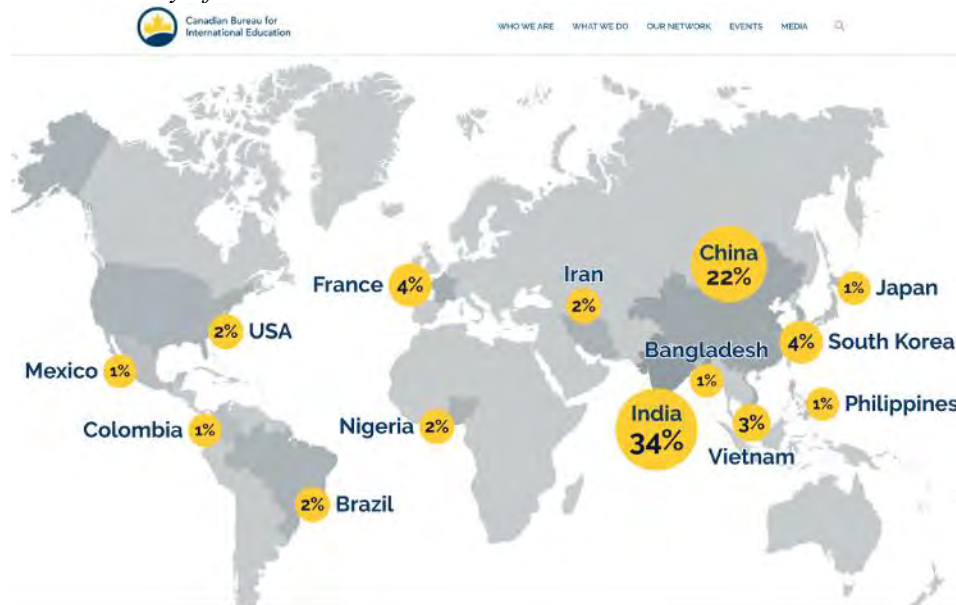 Canadian Bureau for
International Education
WHO WE ARE WHAT WE DO OUR NETWORK EVENTS MEDIA
China
22%
Iran
2%
France 4%
1% Japan
2% USA
4% South Korea
Bangladesh
1%
Mexico 1%
1% Philippines
India
34%
3%
Vietnam
Colombia 1%
Nigeria 2%
2% Brazil